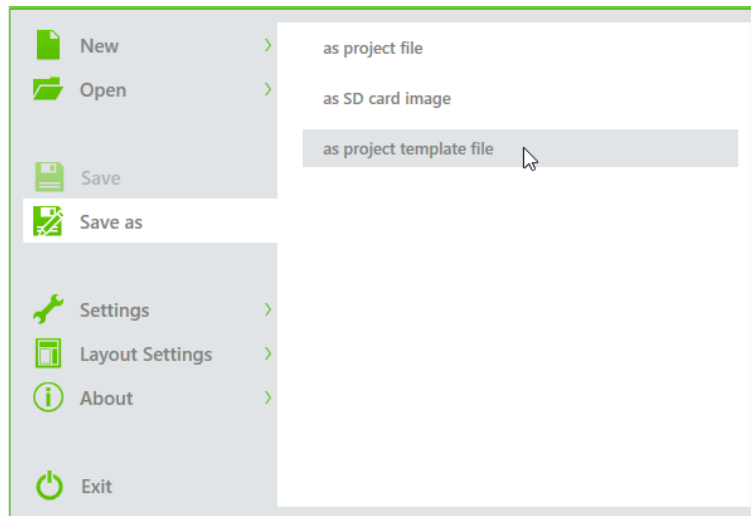 New
Open
Save
Save as
Settings
Layout Settings
About
Exit
as project file
as SD card image
as project template file